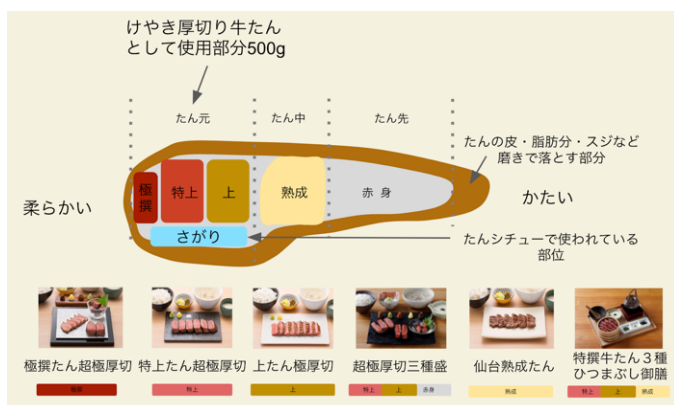 けやき厚切り牛たん
として使用部分500g
たん元
たん中
たん先
たんの皮・脂肪分・スジなど
磨きで落とす部分
柔らかい
極
撰
特上
上
熟成
赤身
かたい
さがり
たんシチューで使われている
部位
極撰たん超極厚切
特上たん超極厚切
上たん極厚切
超極厚切三種盛
仙台熟成たん
特撰牛たん3種
ひつまぶし御膳
極撰
特上
上
特上 上 赤身
熟成
特上 上 熟成